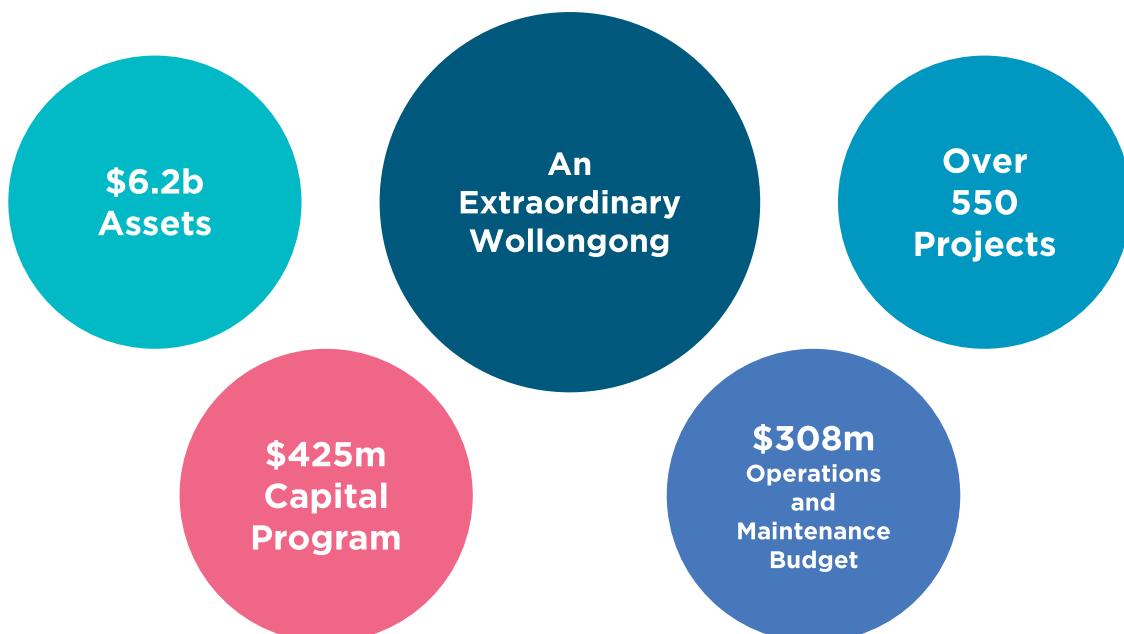 $6.2b
Assets
An
Extraordinary
Wollongong
Over
550
Projects
$425m
Capital
Program
$308m
Operations
and
Maintenance
Budget